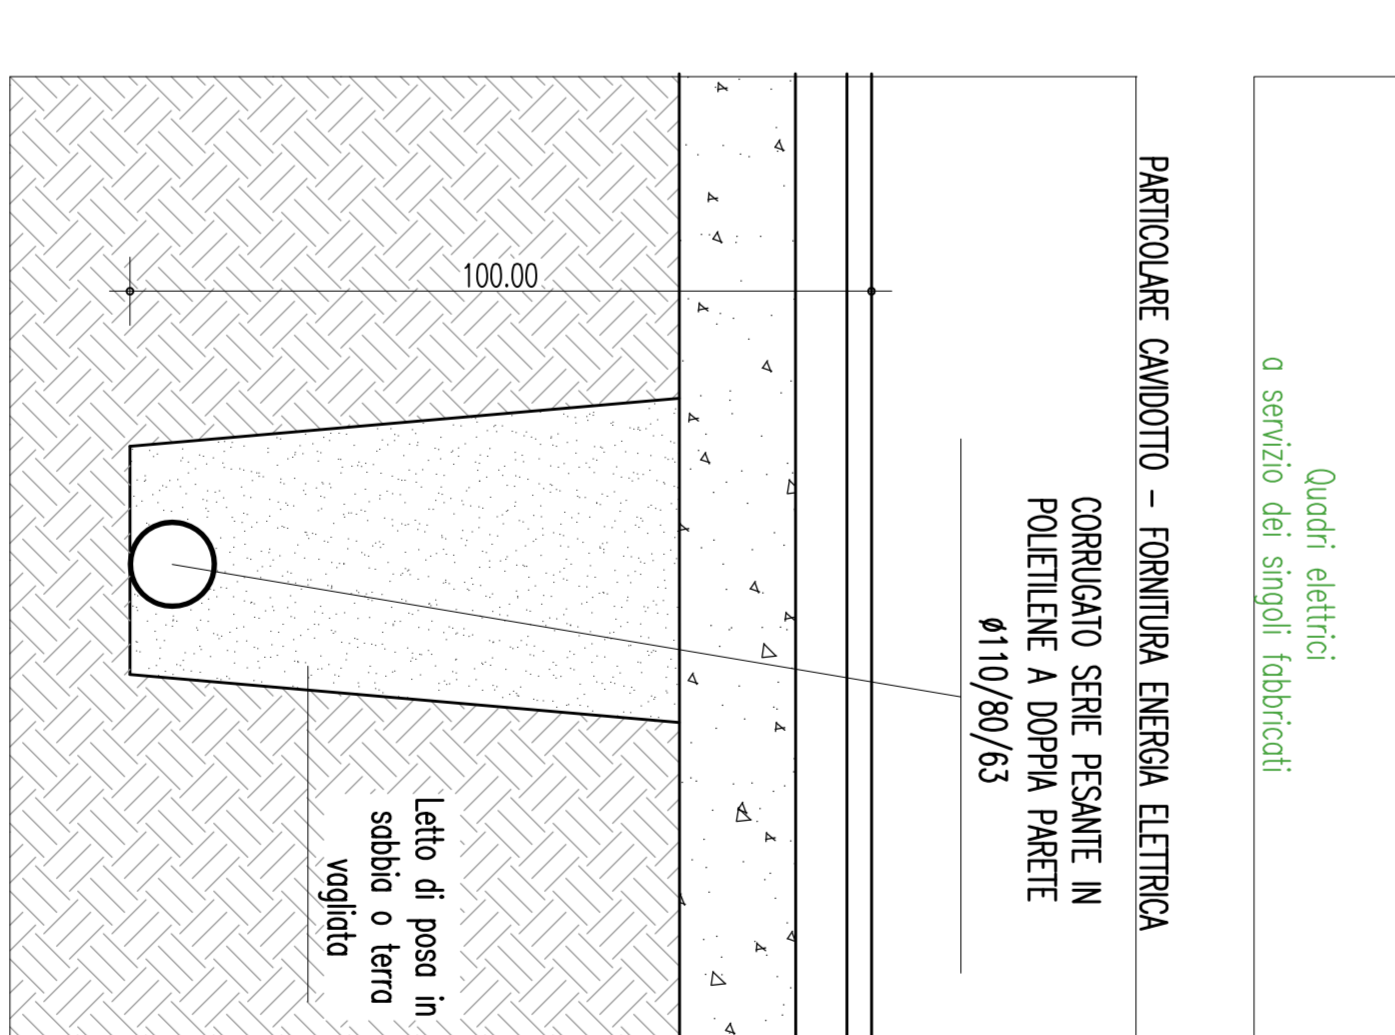 Quadri elettrici
a servizio dei singoli fabbricati
PARTICOLARE CAVIDOTTO – FORNITURA ENERGIA ELETTRICA
CORRUGATO SERIE PESANTE IN
POLIETILENE A DOPPIA PARETE
ø110/80/63
100.00
Letto di posa in
sabbia o terra
vagliata